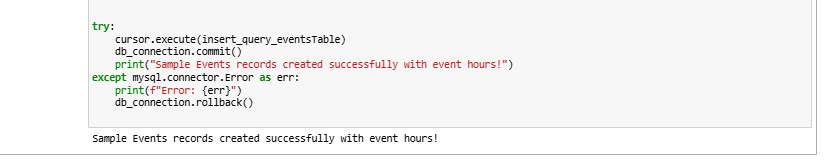 try:
    cursor.execute(insert_query_eventsTable)
    db_connection.commit()
    print("Sample Events records created successfully with event hours!")
except mysql.connector.Error as err:
    print(f"Error: {err}")
    db_connection.rollback()
Sample Events records created successfully with event hours!